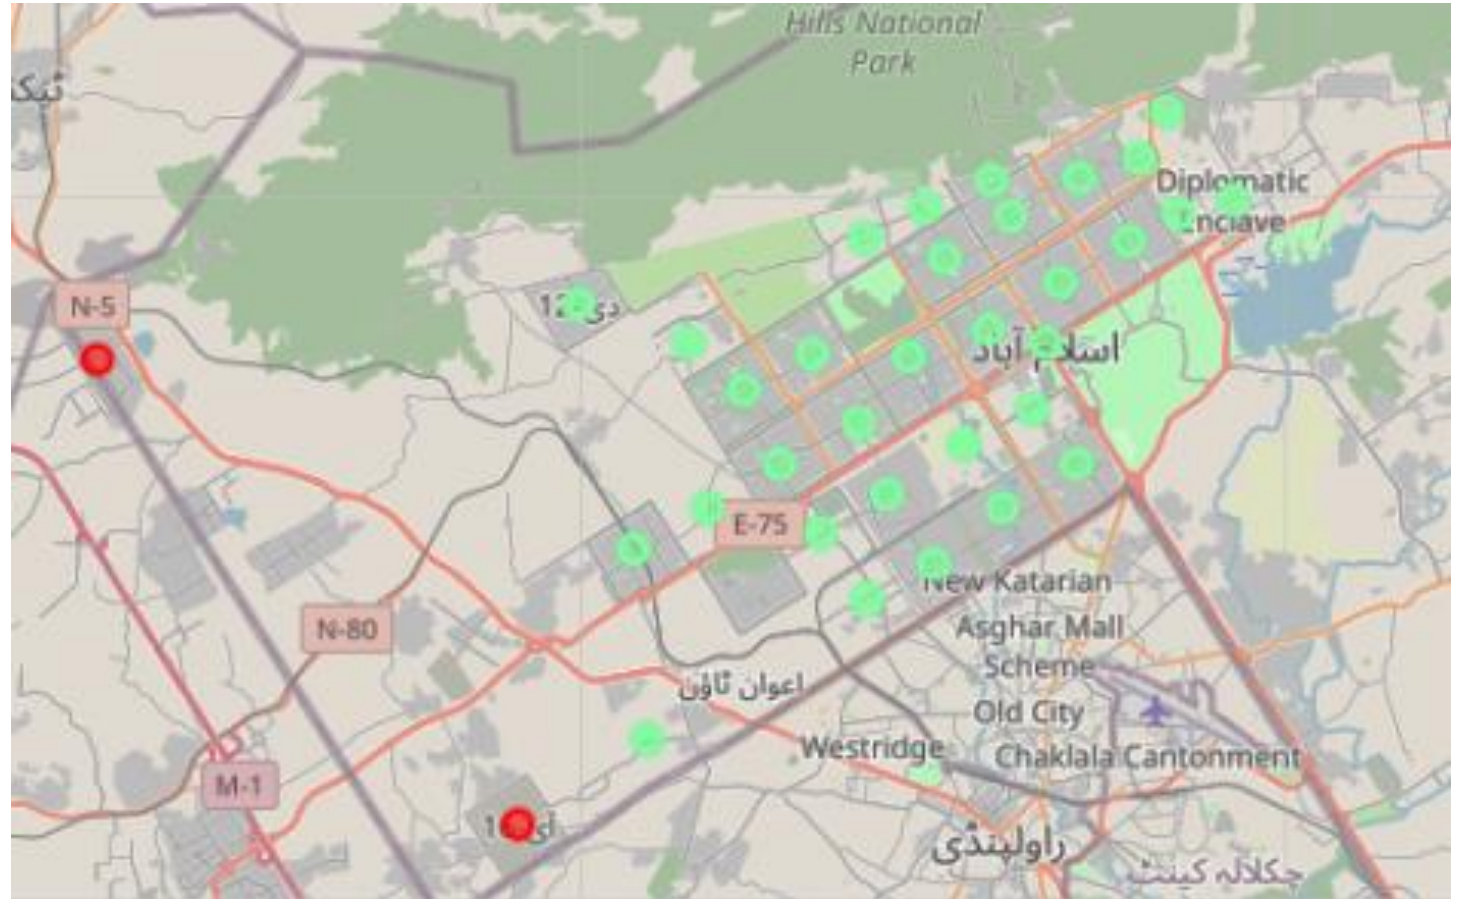 Hills National
Park
ٹیک
Diplomatic
Enclave
N-5
اسلام آباد
E-75
New Katarian
N-80
Asghar Mall
Scheme
اعوان ٹاؤن
Old City
Westridge
Chaklala Cantonment
M-1
راولپنڈی
چکلالہ کینٹ